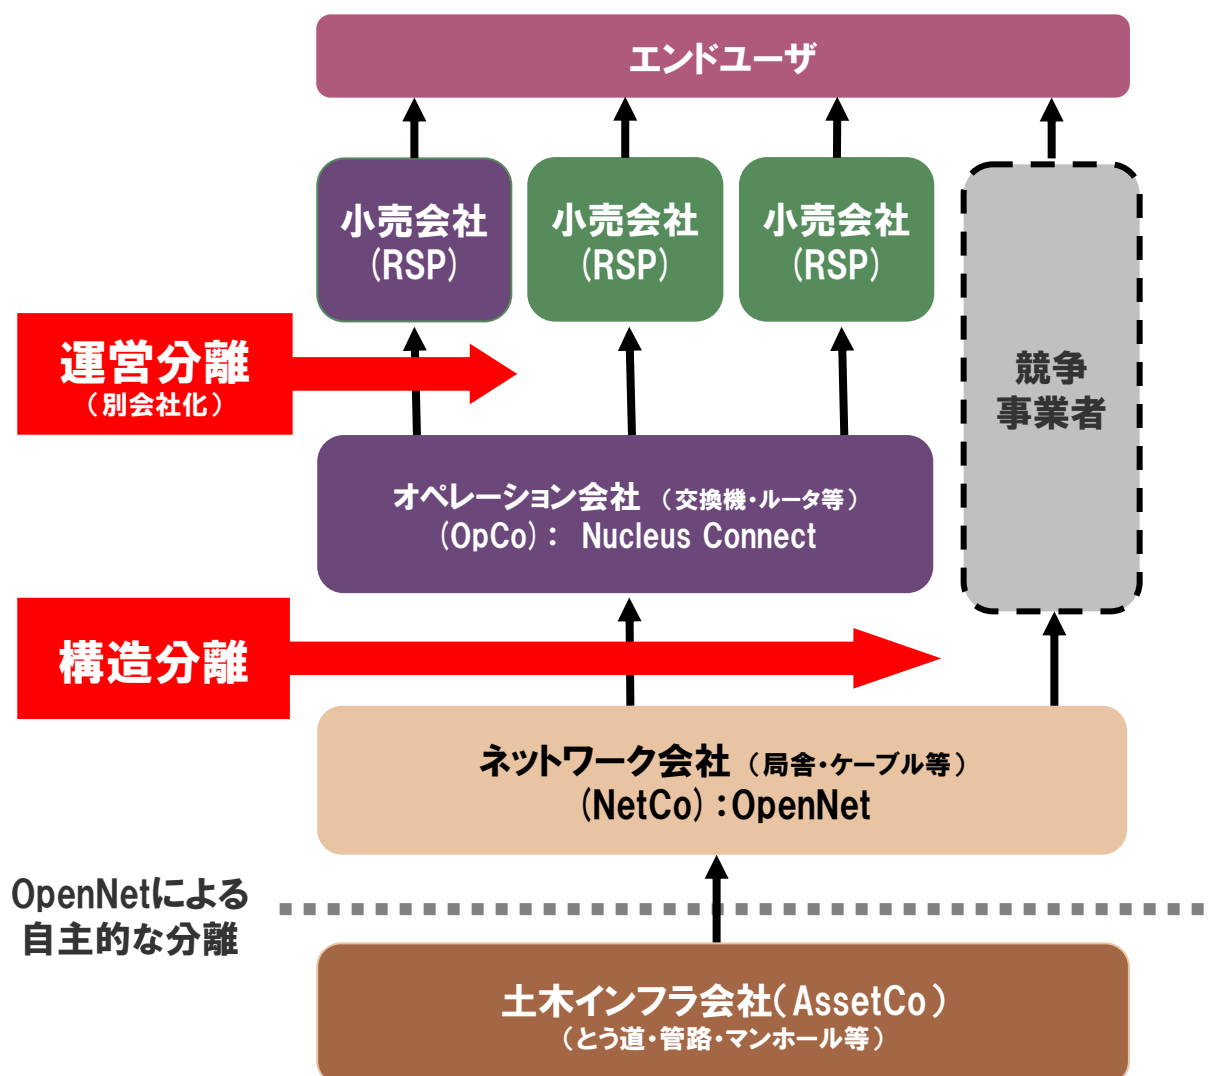 エンドユーザ
小売会社
(RSP)
小売会社
(RSP)
小売会社
(RSP)
運営分離
(別会社化)
競争
事業者
オペレーション会社 (交換機・ルータ等)
(OpCo): Nucleus Connect
構造分離
ネットワーク会社 (局舎・ケーブル等)
(NetCo):OpenNet
OpenNetによる
自主的な分離
土木インフラ会社(AssetCo)
(とう道・管路・マンホール等)